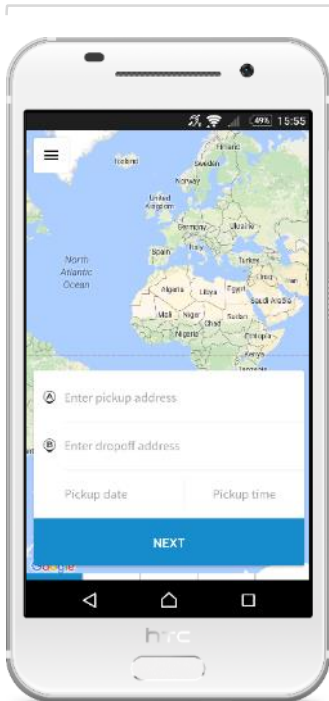 49% 15:55
Finland
Iceland
Sweden
Norway
United
Kingdom
Germany
Ukraine
Spain
Italy
Turkey
North
Atlantic
Ocean
Iraq
Iran
Algeria
Libya
Egypt
Saudi Arabia
Mali
Niger
Chad
Sudan
Nigeria
Ethiopia
Kenya
Tanzania
A Enter pickup address
B Enter dropoff address
Pickup date Pickup time
NEXT
Google
htc